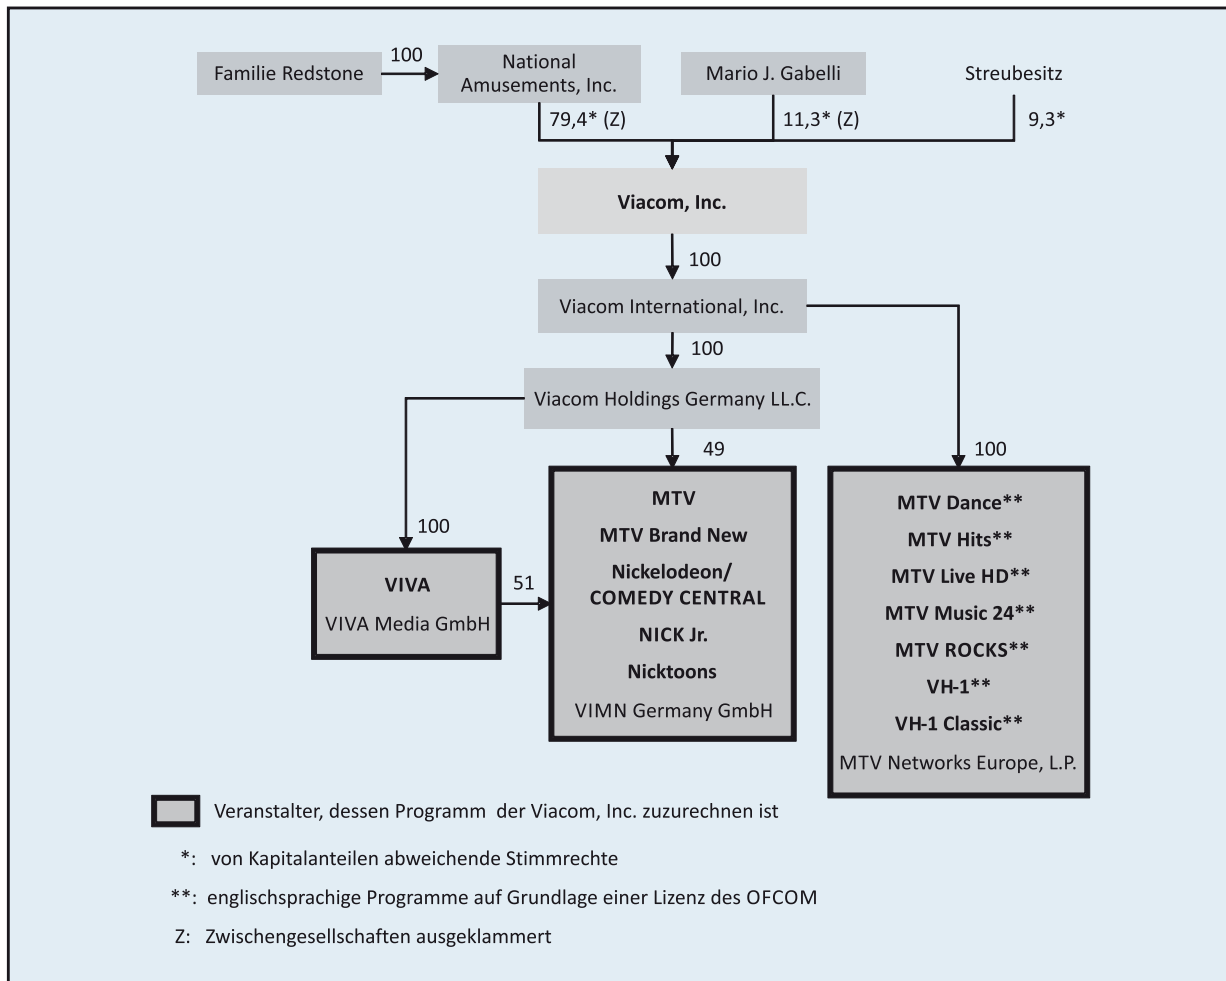 Familie Redstone
100
National
Amusements, Inc.
Mario J. Gabelli
Streubesitz
79,4* (Z)
11,3* (Z)
9,3*
Viacom, Inc.
100
Viacom International, Inc.
100
Viacom Holdings Germany LL.C.
49
100
100
VIVA
VIVA Media GmbH
51
MTV
MTV Brand New
Nickelodeon/
COMEDY CENTRAL
NICK Jr.
Nicktoons
VIMN Germany GmbH
MTV Dance**
MTV Hits**
MTV Live HD**
MTV Music 24**
MTV ROCKS**
VH-1**
VH-1 Classic**
MTV Networks Europe, L.P.
Veranstalter, dessen Programm der Viacom, Inc. zuzurechnen ist
*: von Kapitalanteilen abweichende Stimmrechte
**: englischsprachige Programme auf Grundlage einer Lizenz des OFCOM
Z: Zwischengesellschaften ausgeklammert